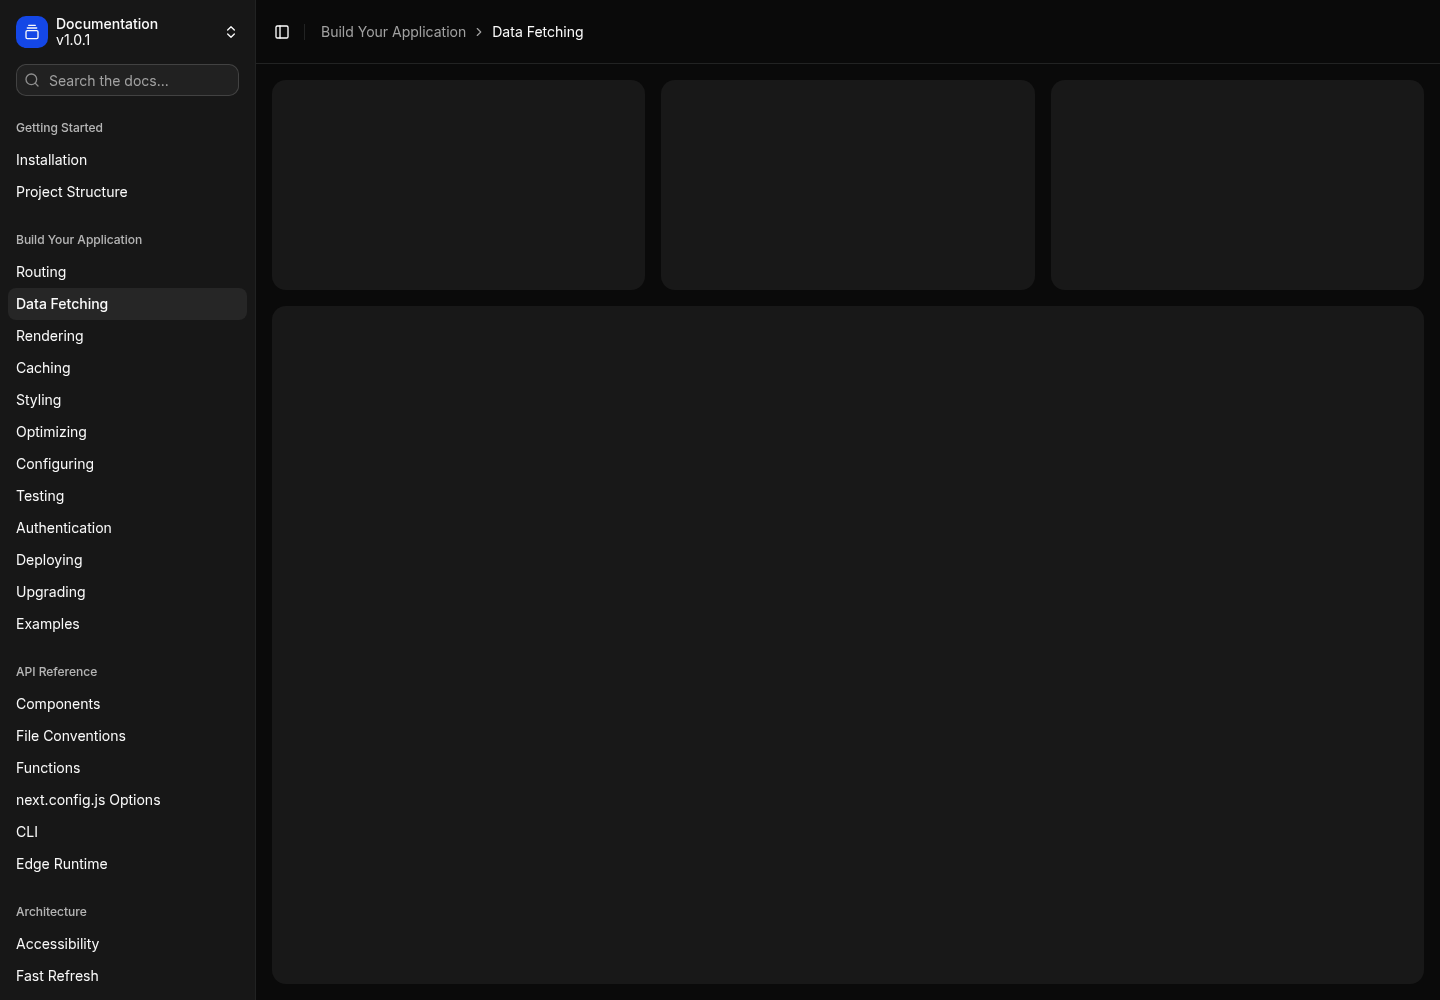 Documentation
v1.0.1
Search the docs...
Getting Started
Installation
Project Structure
Build Your Application
Routing
Data Fetching
Rendering
Caching
Styling
Optimizing
Configuring
Testing
Authentication
Deploying
Upgrading
Examples
API Reference
Components
File Conventions
Functions
next.config.js Options
CLI
Edge Runtime
Architecture
Accessibility
Fast Refresh
Build Your Application > Data Fetching